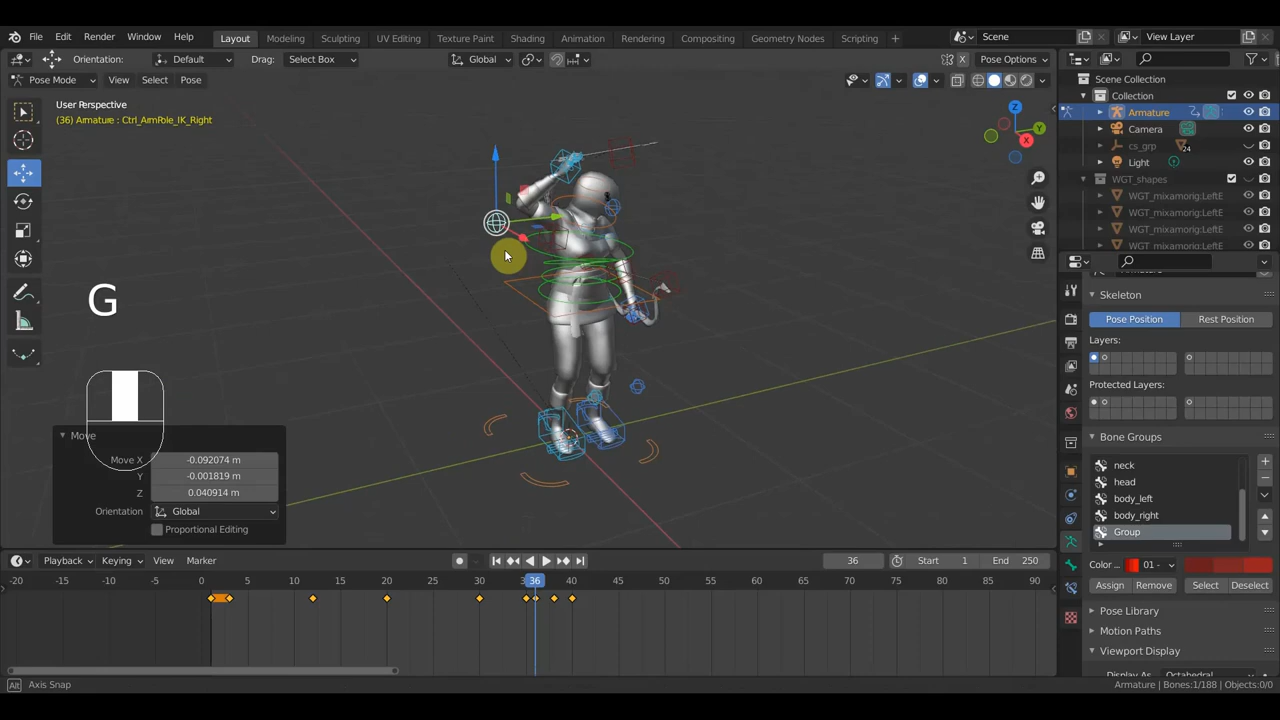 File Edit Render Window Help Layout Modeling Sculpting UV Editing Texture Paint Shading Animation Rendering Compositing Geometry Nodes Scripting + Scene View Layer
Orientation: Default Drag: Select Box Global Pose Options
Pose Mode View Select Pose
User Perspective
(36) Armature : Ctrl_ArmPole_IK_Right
Z
Y
X
G
Move
Move X -0.092074 m
Y -0.001819 m
Z 0.040914 m
Orientation Global
Proportional Editing
Scene Collection
Collection
Armature
Camera
cs_grp 24
Light
WGT_shapes
WGT_mixamorig:LeftE
WGT_mixamorig:LeftE
WGT_mixamorig:LeftE
WGT_mixamorig:LeftE
Skeleton
Pose Position Rest Position
Layers:
Protected Layers:
Bone Groups
neck
head
body_left
body_right
Group
Color ... 01 -
Assign Remove Select Deselect
Pose Library
Motion Paths
Viewport Display
Playback Keying View Marker 36 Start 1 End 250
-20 -15 -10 -5 0 5 10 15 20 25 30 36 40 45 50 55 60 65 70 75 80 85 90
Alt Axis Snap Armature | Bones:1/188 | Objects:0/0